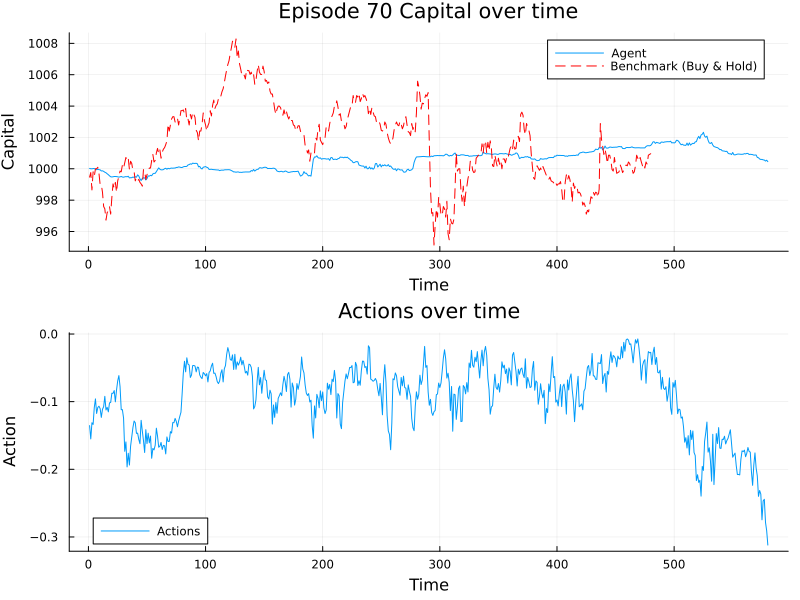 Episode 70 Capital over time
Capital
1008
1006
1004
1002
1000
998
996
Agent
Benchmark (Buy & Hold)
0 100 200 300 400 500
Time
Actions over time
Action
0.0
−0.1
−0.2
−0.3
Actions
0 100 200 300 400 500
Time